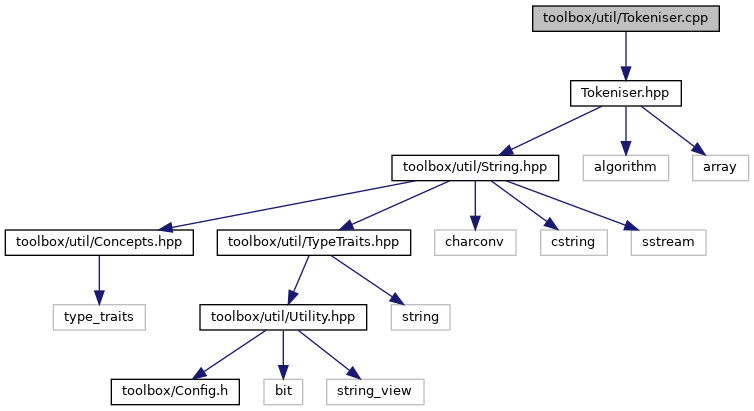 toolbox/util/Tokeniser.cpp
Tokeniser.hpp
toolbox/util/String.hpp
algorithm
array
toolbox/util/Concepts.hpp
toolbox/util/TypeTraits.hpp
charconv
cstring
sstream
type_traits
toolbox/util/Utility.hpp
string
toolbox/Config.h
bit
string_view